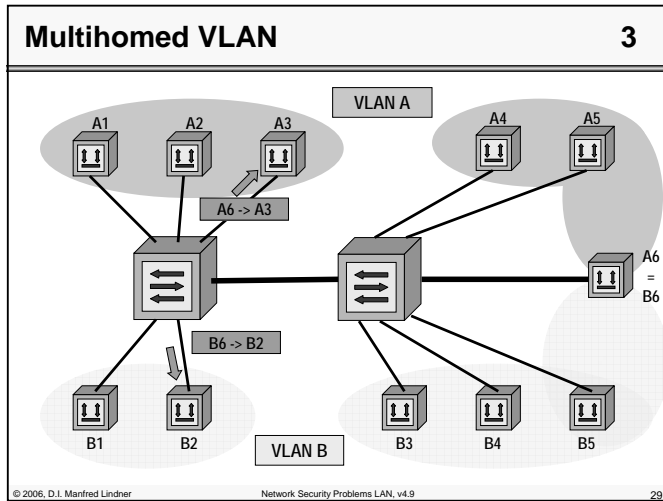 Multihomed VLAN 3
VLAN A
A1 A2 A3 A4 A5
A6 -> A3
A6
=
B6
B6 -> B2
B1 B2 B3 B4 B5
VLAN B
© 2006, D.I. Manfred Lindner Network Security Problems LAN, v4.9 29